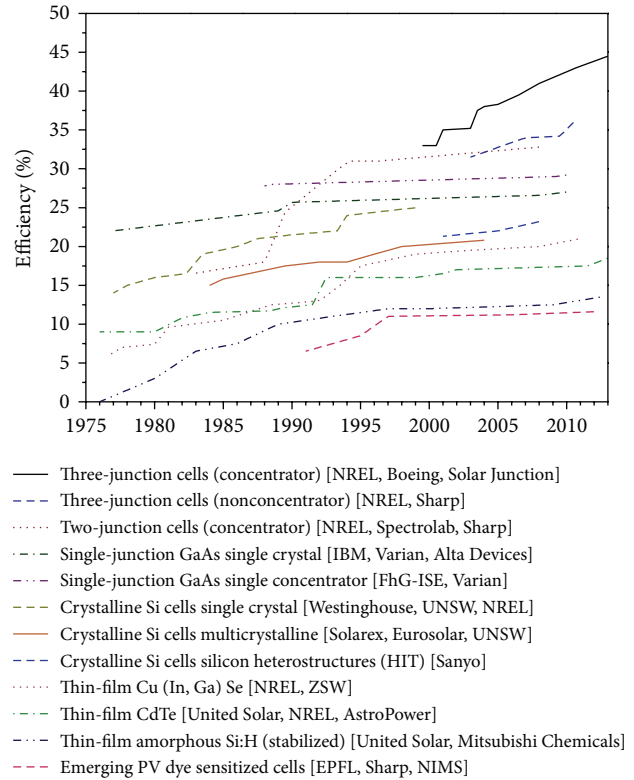 50
45
40
35
30
25
20
15
10
5
0
Efficiency (%)
1975 1980 1985 1990 1995 2000 2005 2010
Three-junction cells (concentrator) [NREL, Boeing, Solar Junction]
Three-junction cells (nonconcentrator) [NREL, Sharp]
Two-junction cells (concentrator) [NREL, Spectrolab, Sharp]
Single-junction GaAs single crystal [IBM, Varian, Alta Devices]
Single-junction GaAs single concentrator [FhG-ISE, Varian]
Crystalline Si cells single crystal [Westinghouse, UNSW, NREL]
Crystalline Si cells multicrystalline [Solarex, Eurosolar, UNSW]
Crystalline Si cells silicon heterostructures (HIT) [Sanyo]
Thin-film Cu (In, Ga) Se [NREL, ZSW]
Thin-film CdTe [United Solar, NREL, AstroPower]
Thin-film amorphous Si:H (stabilized) [United Solar, Mitsubishi Chemicals]
Emerging PV dye sensitized cells [EPFL, Sharp, NIMS]